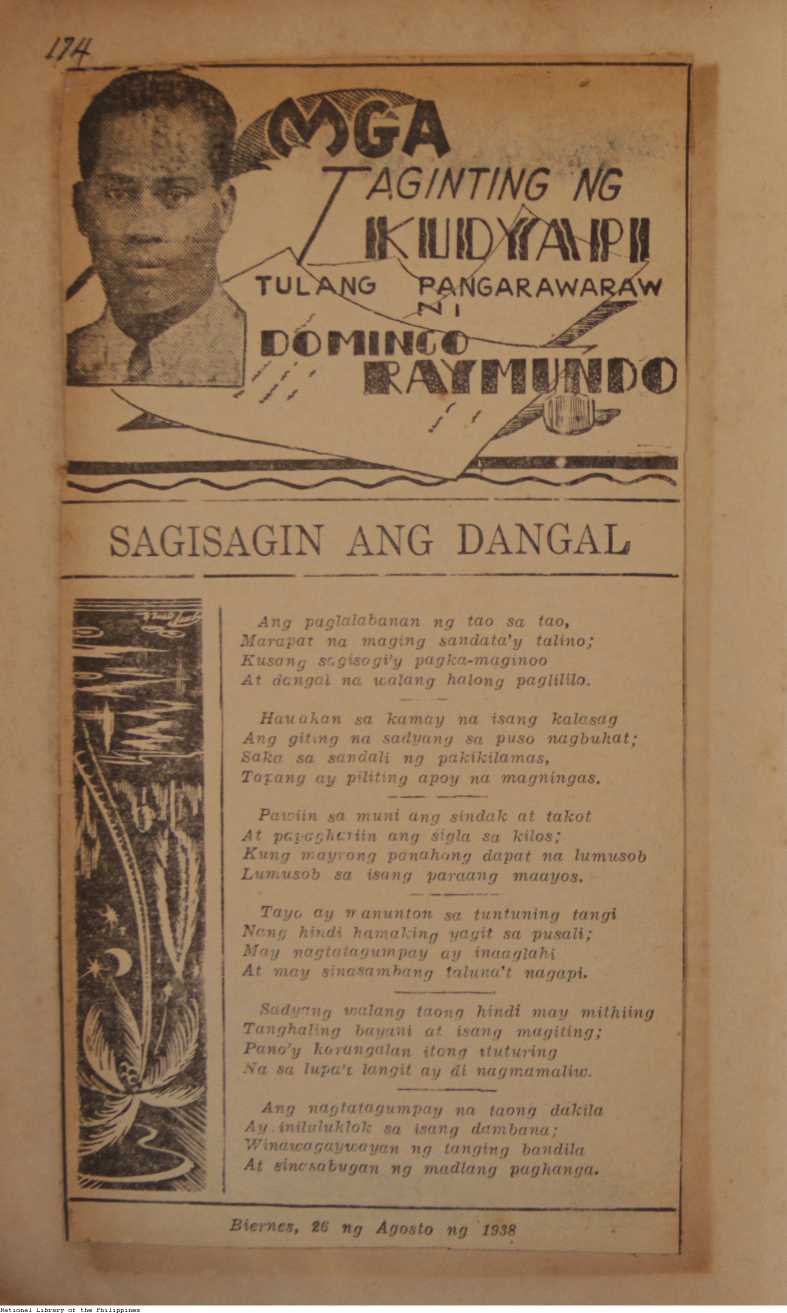 174
MGA
TAGINTING NG
KUDYAPI
TULANG PANGARAWARAW
NI
DOMINGO
RAYMUNDO
SAGISAGIN ANG DANGAL
Ang paglalabanan ng tao sa tao,
Marapat na maging sandata'y talino;
Kusang sagisagi'y pagka-maginoo
At dangal na walang halong paglililo.
Hawakan sa kamay na isang kalasag
Ang giting na sadyang sa puso nagbuhat;
Saka sa sandali ng pakikilamas,
Tapang ay piliting apoy na magningas.
Pawiin sa muni ang sindak at takot
At papaghariin ang sigla sa kilos;
Kung mayrong panahong dapat na lumusob
Lumusob sa isang paraang maayos.
Tayo ay manunton sa tuntuning tangi
Nang hindi hamaking yagit sa pusali;
May nagtatagumpay ay inaaglahi
At may sinasambang taluna't nagapi.
Sadyang walang taong hindi may mithiing
Tanghaling bayani at isang magiting;
Pano'y karangalan itong ituturing
Na sa lupa't langit ay di nagmamaliw.
Ang nagtatagumpay na taong dakila
Ay iniluluklok sa isang dambana;
Winawagaywayan ng tanging bandila
At sinasabugan ng madlang paghanga.
Biernes, 26 ng Agosto ng 1938
National Library of the Philippines